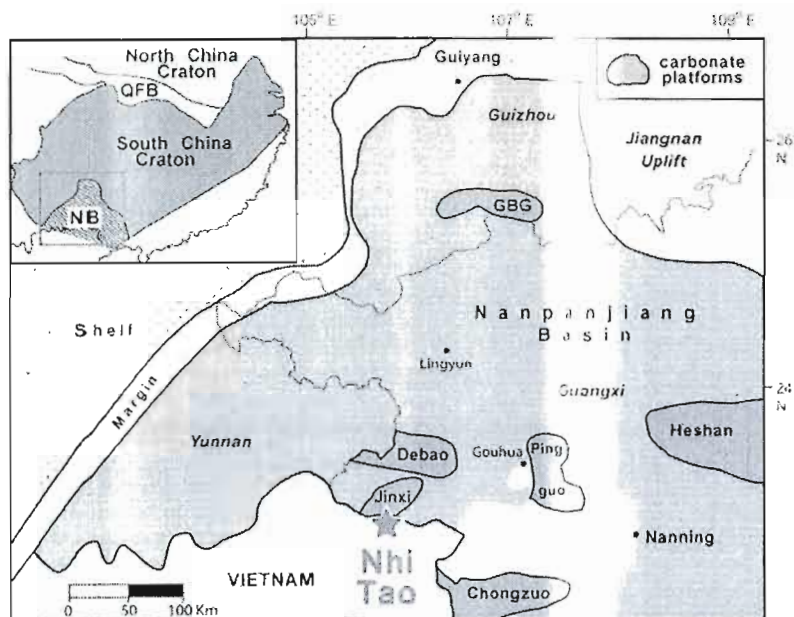 105° E
107° E
109° E
North China
Craton
QFB
South China
Craton
NB
Guiyang
carbonate
platforms
Guizhou
Jiangnan
Uplift
26
N
GBG
Nanpanjiang
Basin
Shelf
Margin
Lingyun
Guangxi
24
N
Yunnan
Debao
Gouhua
Ping
guo
Heshan
Jinxi
Nhi
Tao
Nanning
VIETNAM
Chongzuo
0 50 100 Km